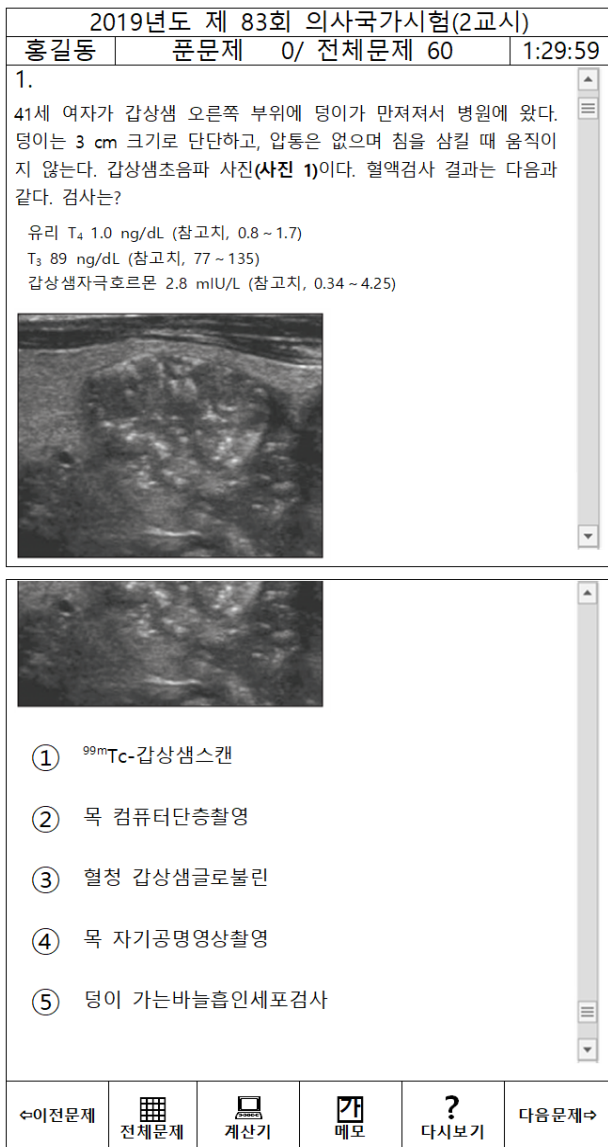 2019년도 제 83회 의사국가시험(2교시)
홍길동 푼문제 0/ 전체문제 60 1:29:59
1.
41세 여자가 갑상샘 오른쪽 부위에 덩이가 만져져서 병원에 왔다.
덩이는 3 cm 크기로 단단하고, 압통은 없으며 침을 삼킬 때 움직이
지 않는다. 갑상샘초음파 사진(사진 1)이다. 혈액검사 결과는 다음과
같다. 검사는?
유리 T₄ 1.0 ng/dL (참고치, 0.8 ~ 1.7)
T₃ 89 ng/dL (참고치, 77 ~ 135)
갑상샘자극호르몬 2.8 mIU/L (참고치, 0.34 ~ 4.25)
① ⁹⁹ᵐTc-갑상샘스캔
② 목 컴퓨터단층촬영
③ 혈청 갑상샘글로불린
④ 목 자기공명영상촬영
⑤ 덩이 가는바늘흡인세포검사
⇦이전문제 전체문제 계산기 가 메모 ? 다시보기 다음문제⇨